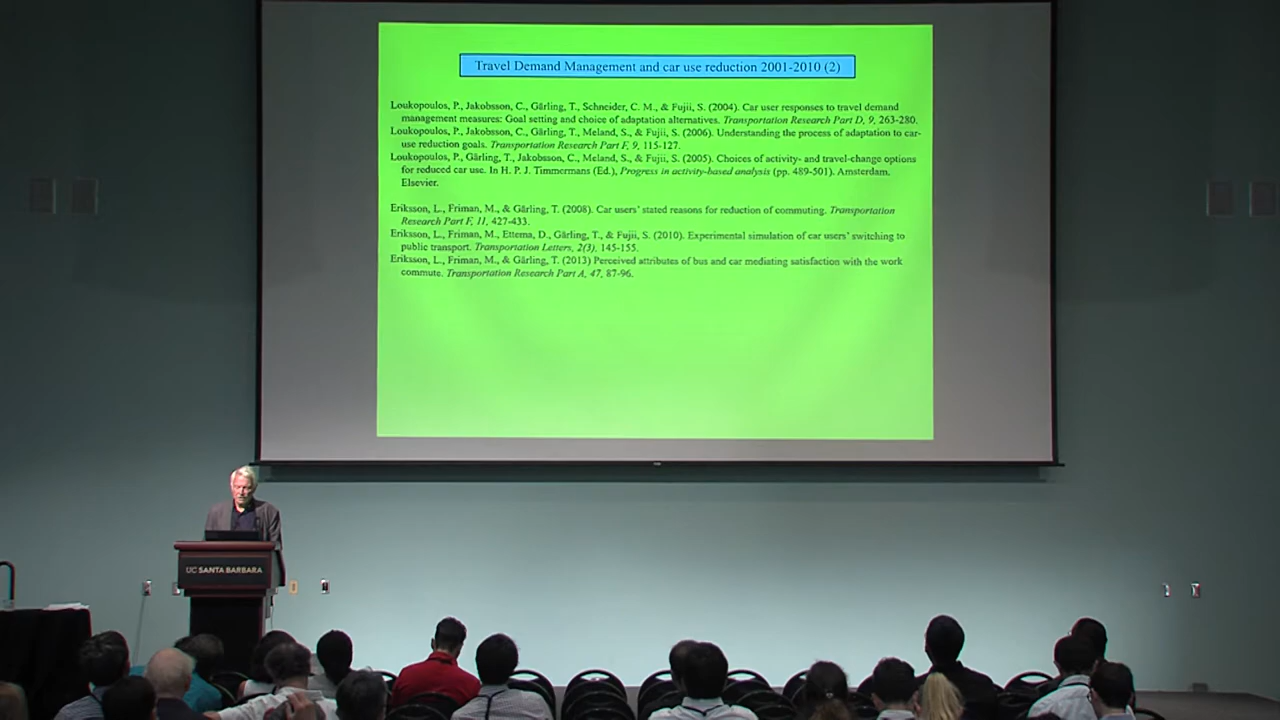 Travel Demand Management and car use reduction 2001-2010 (2)
Loukopoulos, P., Jakobsson, C., Gärling, T., Schneider, C. M., & Fujii, S. (2004). Car user responses to travel demand
management measures: Goal setting and choice of adaptation alternatives. Transportation Research Part D, 9, 263-280.
Loukopoulos, P., Jakobsson, C., Gärling, T., Meland, S., & Fujii, S. (2006). Understanding the process of adaptation to car-
use reduction goals. Transportation Research Part F, 9, 115-127.
Loukopoulos, P., Gärling, T., Jakobsson, C., Meland, S., & Fujii, S. (2005). Choices of activity- and travel-change options
for reduced car use. In H. P. J. Timmermans (Ed.), Progress in activity-based analysis (pp. 489-501). Amsterdam.
Elsevier.
Eriksson, L., Friman, M., & Gärling, T. (2008). Car users' stated reasons for reduction of commuting. Transportation
Research Part F, 11, 427-433.
Eriksson, L., Friman, M., Ettema, D., Gärling, T., & Fujii, S. (2010). Experimental simulation of car users' switching to
public transport. Transportation Letters, 2(3), 145-155.
Eriksson, L., Friman, M., & Gärling, T. (2013) Perceived attributes of bus and car mediating satisfaction with the work
commute. Transportation Research Part A, 47, 87-96.
UC SANTA BARBARA